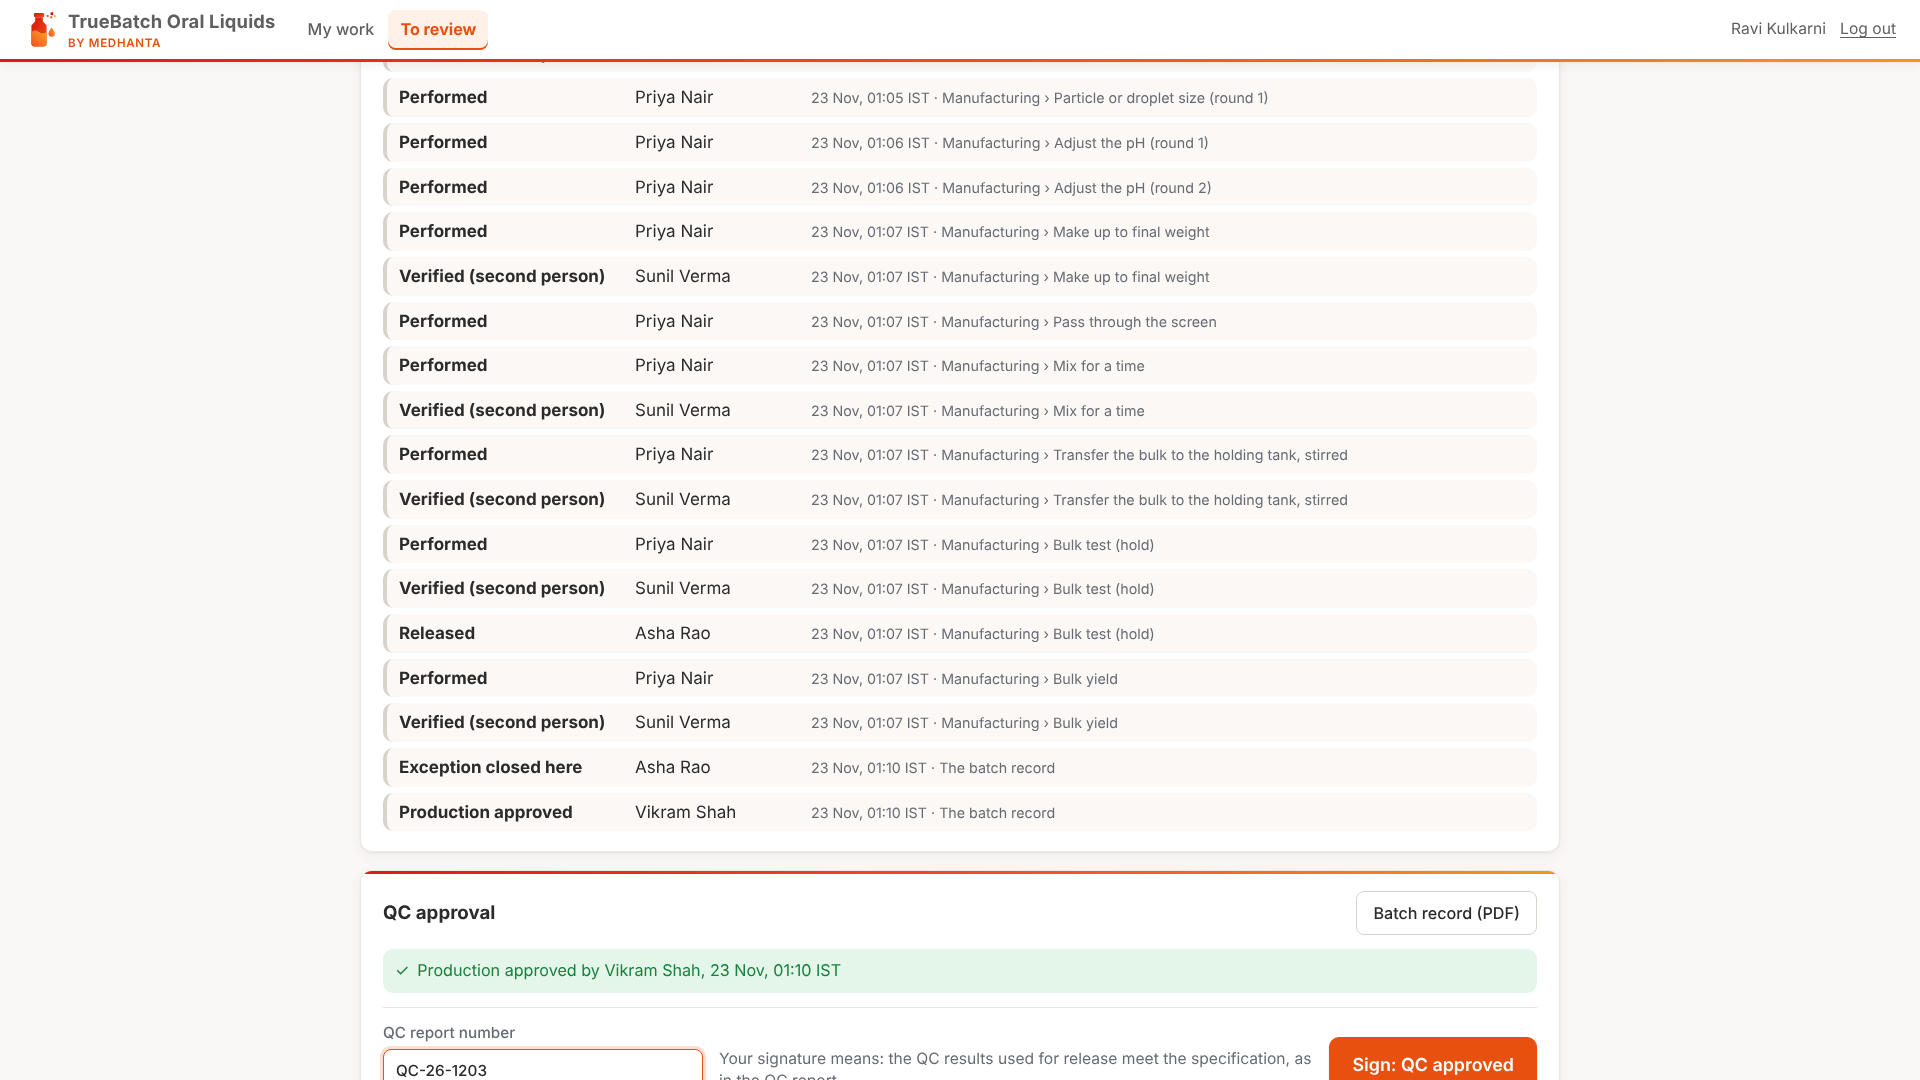 TrueBatch Oral Liquids
BY MEDHANTA
My work
To review
Ravi Kulkarni
Log out
Performed Priya Nair 23 Nov, 01:05 IST · Manufacturing › Particle or droplet size (round 1)
Performed Priya Nair 23 Nov, 01:06 IST · Manufacturing › Adjust the pH (round 1)
Performed Priya Nair 23 Nov, 01:06 IST · Manufacturing › Adjust the pH (round 2)
Performed Priya Nair 23 Nov, 01:07 IST · Manufacturing › Make up to final weight
Verified (second person) Sunil Verma 23 Nov, 01:07 IST · Manufacturing › Make up to final weight
Performed Priya Nair 23 Nov, 01:07 IST · Manufacturing › Pass through the screen
Performed Priya Nair 23 Nov, 01:07 IST · Manufacturing › Mix for a time
Verified (second person) Sunil Verma 23 Nov, 01:07 IST · Manufacturing › Mix for a time
Performed Priya Nair 23 Nov, 01:07 IST · Manufacturing › Transfer the bulk to the holding tank, stirred
Verified (second person) Sunil Verma 23 Nov, 01:07 IST · Manufacturing › Transfer the bulk to the holding tank, stirred
Performed Priya Nair 23 Nov, 01:07 IST · Manufacturing › Bulk test (hold)
Verified (second person) Sunil Verma 23 Nov, 01:07 IST · Manufacturing › Bulk test (hold)
Released Asha Rao 23 Nov, 01:07 IST · Manufacturing › Bulk test (hold)
Performed Priya Nair 23 Nov, 01:07 IST · Manufacturing › Bulk yield
Verified (second person) Sunil Verma 23 Nov, 01:07 IST · Manufacturing › Bulk yield
Exception closed here Asha Rao 23 Nov, 01:10 IST · The batch record
Production approved Vikram Shah 23 Nov, 01:10 IST · The batch record
QC approval
Batch record (PDF)
✓ Production approved by Vikram Shah, 23 Nov, 01:10 IST
QC report number
QC-26-1203
Your signature means: the QC results used for release meet the specification, as
in the QC report.
Sign: QC approved